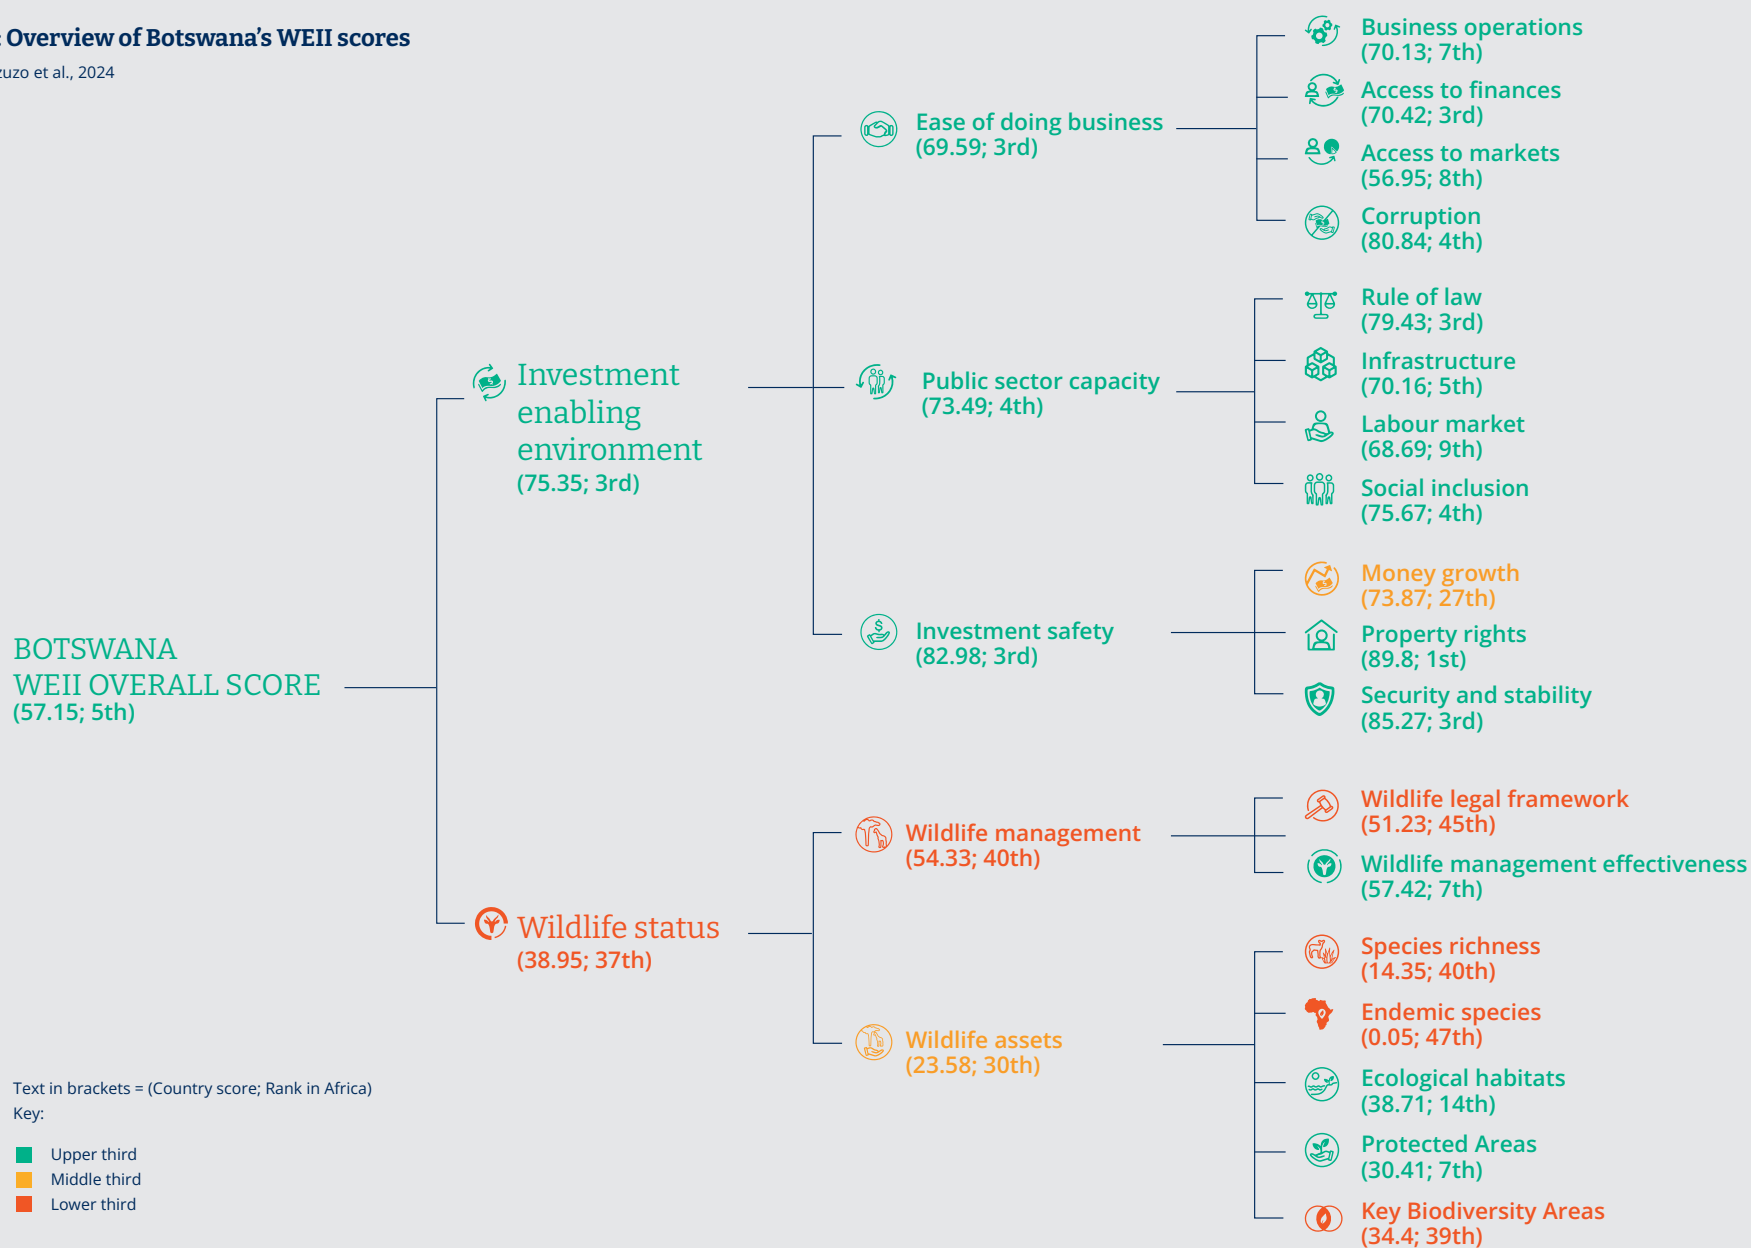 : Overview of Botswana’s WEII scores
zuzo et al., 2024
BOTSWANA
WEII OVERALL SCORE
(57.15; 5th)
Investment
enabling
environment
(75.35; 3rd)
Ease of doing business
(69.59; 3rd)
Business operations
(70.13; 7th)
Access to finances
(70.42; 3rd)
Access to markets
(56.95; 8th)
Corruption
(80.84; 4th)
Public sector capacity
(73.49; 4th)
Rule of law
(79.43; 3rd)
Infrastructure
(70.16; 5th)
Labour market
(68.69; 9th)
Social inclusion
(75.67; 4th)
Investment safety
(82.98; 3rd)
Money growth
(73.87; 27th)
Property rights
(89.8; 1st)
Security and stability
(85.27; 3rd)
Wildlife status
(38.95; 37th)
Wildlife management
(54.33; 40th)
Wildlife legal framework
(51.23; 45th)
Wildlife management effectiveness
(57.42; 7th)
Wildlife assets
(23.58; 30th)
Species richness
(14.35; 40th)
Endemic species
(0.05; 47th)
Ecological habitats
(38.71; 14th)
Protected Areas
(30.41; 7th)
Key Biodiversity Areas
(34.4; 39th)
Text in brackets = (Country score; Rank in Africa)
Key:
Upper third
Middle third
Lower third